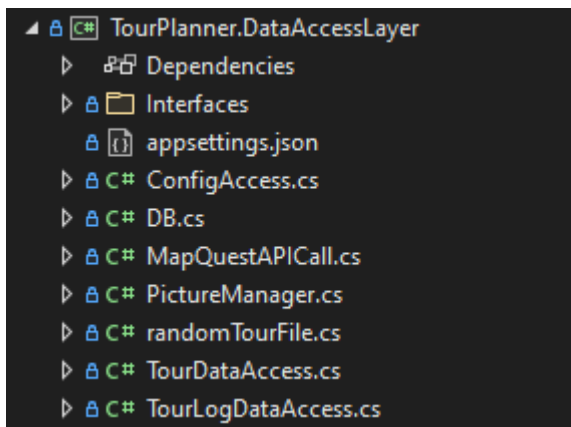 C# TourPlanner.DataAccessLayer
Dependencies
Interfaces
{} appsettings.json
C# ConfigAccess.cs
C# DB.cs
C# MapQuestAPICall.cs
C# PictureManager.cs
C# randomTourFile.cs
C# TourDataAccess.cs
C# TourLogDataAccess.cs